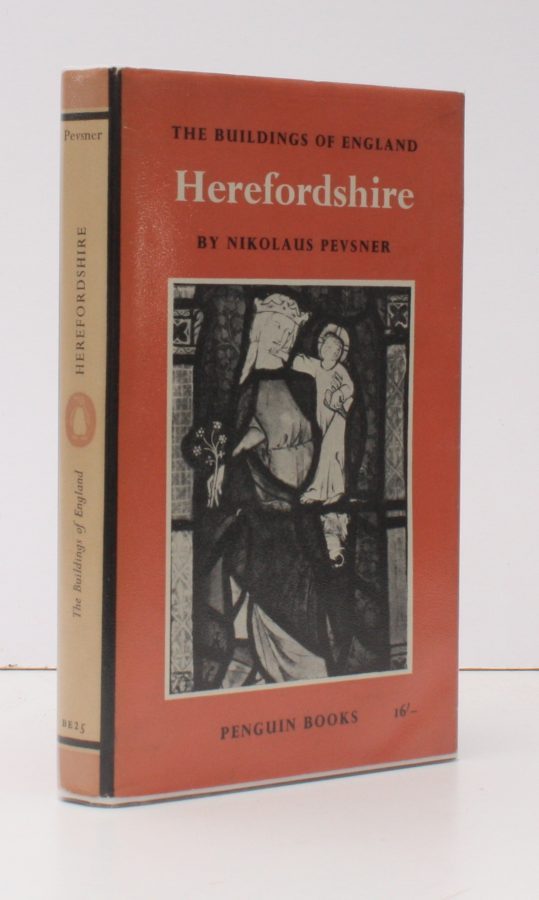 THE BUILDINGS OF ENGLAND
Herefordshire
BY NIKOLAUS PEVSNER
PENGUIN BOOKS 16/-
Pevsner
HEREFORDSHIRE
The Buildings of England
BE25